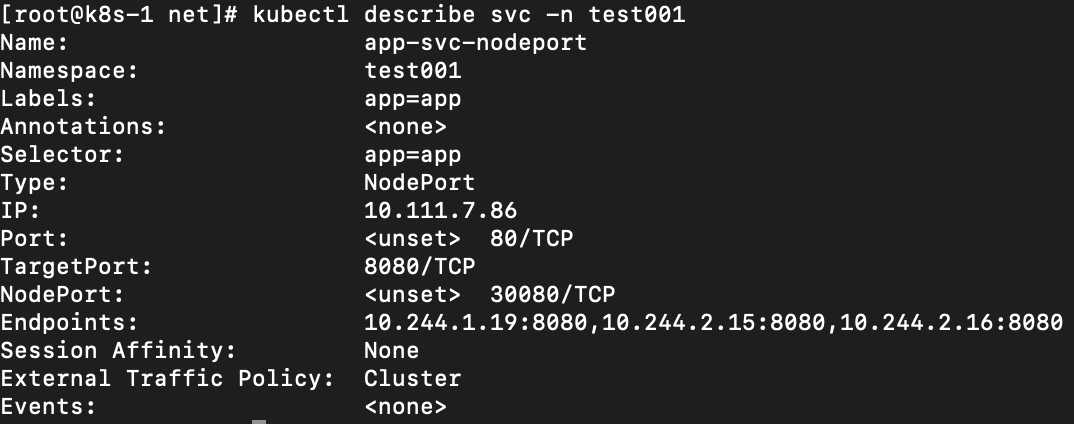 [root@k8s-1 net]# kubectl describe svc -n test001
Name: app-svc-nodeport
Namespace: test001
Labels: app=app
Annotations: <none>
Selector: app=app
Type: NodePort
IP: 10.111.7.86
Port: <unset> 80/TCP
TargetPort: 8080/TCP
NodePort: <unset> 30080/TCP
Endpoints: 10.244.1.19:8080,10.244.2.15:8080,10.244.2.16:8080
Session Affinity: None
External Traffic Policy: Cluster
Events: <none>